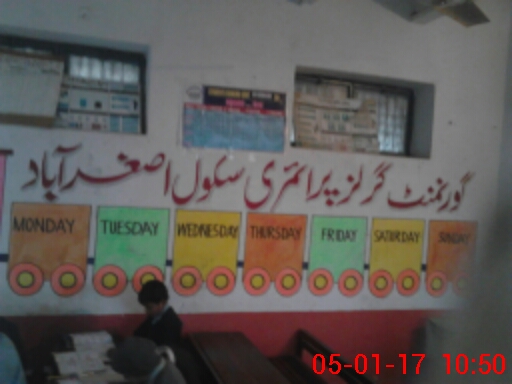 گورنمنٹ گرلز پرائمری سکول اصغر آباد
MONDAY TUESDAY WEDNESDAY THURSDAY FRIDAY SATURDAY SUNDAY
05-01-17 10:50